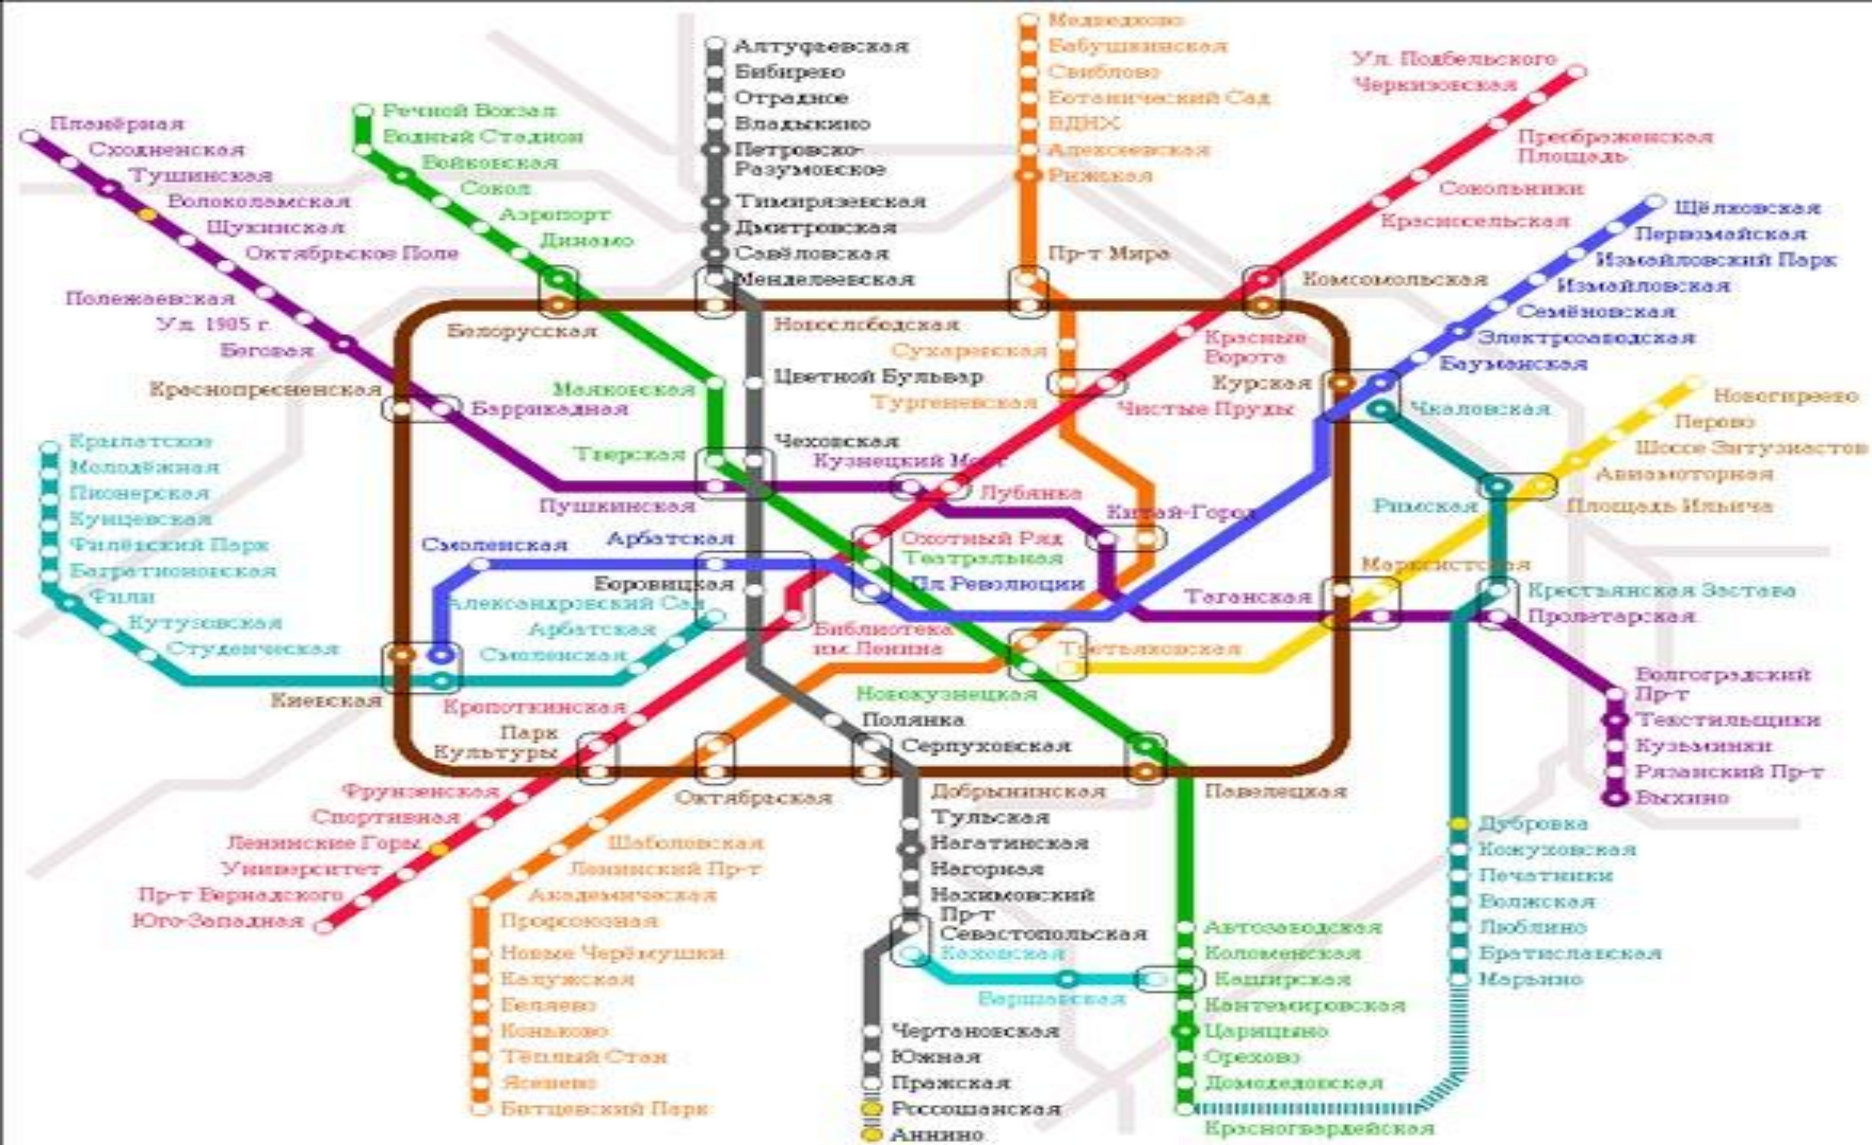 Планёрная
Сходненская
Тушинская
Волоколамская
Щукинская
Октябрьское Поле
Полежаевская
Ул. 1905 г.
Беговая
Краснопресненская
Баррикадная
Речной Вокзал
Водный Стадион
Войковская
Сокол
Аэропорт
Динамо
Белорусская
Маяковская
Тверская
Пушкинская
Алтуфьевская
Бибирево
Отрадное
Владыкино
Петровско-
Разумовское
Тимирязевская
Дмитровская
Савёловская
Менделеевская
Новослободская
Цветной Бульвар
Чеховская
Кузнецкий Мост
Медведково
Бабушкинская
Свиблово
Ботанический Сад
ВДНХ
Алексеевская
Рижская
Пр-т Мира
Сухаревская
Тургеневская
Ул. Подбельского
Черкизовская
Преображенская
Площадь
Сокольники
Красносельская
Комсомольская
Красные
Ворота
Чистые Пруды
Лубянка
Щёлковская
Первомайская
Измайловский Парк
Измайловская
Семёновская
Электрозаводская
Бауманская
Курская
Чкаловская
Новогиреево
Перово
Шоссе Энтузиастов
Авиамоторная
Площадь Ильича
Римская
Марксистская
Китай-Город
Таганская
Крестьянская Застава
Пролетарская
Крылатское
Молодёжная
Пионерская
Кунцевская
Филёвский Парк
Багратионовская
Фили
Кутузовская
Студенческая
Киевская
Смоленская
Арбатская
Боровицкая
Александровский Сад
Арбатская
Смоленская
Охотный Ряд
Театральная
Пл. Революции
Библиотека
им. Ленина
Третьяковская
Новокузнецкая
Кропоткинская
Парк
Культуры
Полянка
Серпуховская
Октябрьская
Добрынинская
Павелецкая
Фрунзенская
Спортивная
Ленинские Горы
Университет
Пр-т Вернадского
Юго-Западная
Шаболовская
Ленинский Пр-т
Академическая
Профсоюзная
Новые Черёмушки
Калужская
Беляево
Коньково
Тёплый Стан
Ясенево
Битцевский Парк
Тульская
Нагатинская
Нагорная
Нахимовский
Пр-т
Севастопольская
Каховская
Варшавская
Чертановская
Южная
Пражская
Россошанская
Аннино
Автозаводская
Коломенская
Каширская
Кантемировская
Царицыно
Орехово
Домодедовская
Красногвардейская
Волгоградский
Пр-т
Текстильщики
Кузьминки
Рязанский Пр-т
Выхино
Дубровка
Кожуховская
Печатники
Волжская
Люблино
Братиславская
Марьино